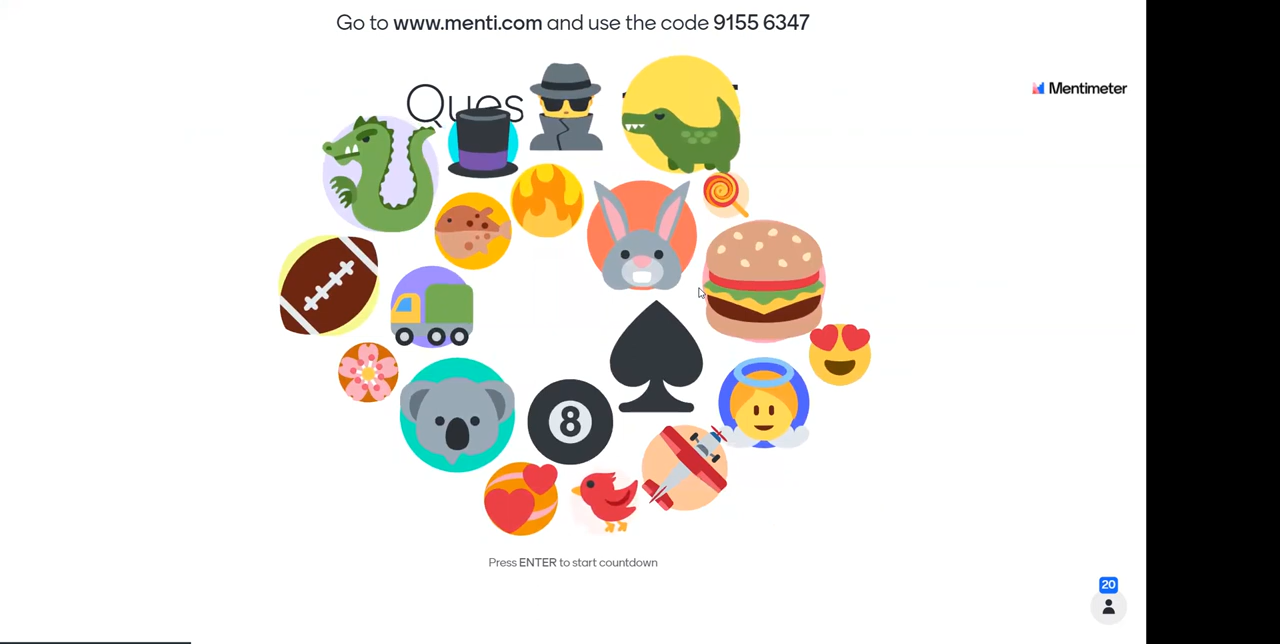 Go to www.menti.com and use the code 9155 6347
Mentimeter
Ques
8
Press ENTER to start countdown
20